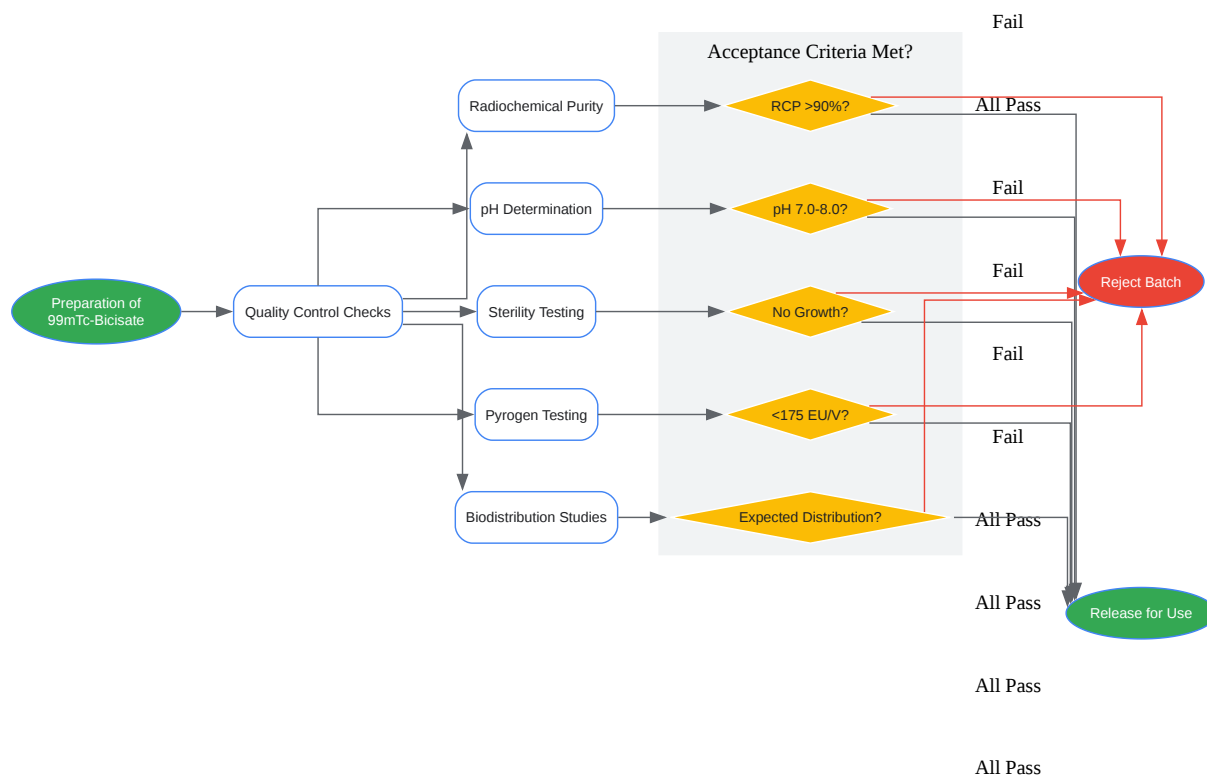 Fail
Acceptance Criteria Met?
Radiochemical Purity
RCP >90%?
All Pass
pH Determination
pH 7.0-8.0?
Fail
Preparation of
99mTc-Bicisate
Quality Control Checks
Sterility Testing
No Growth?
Fail
Reject Batch
Fail
Pyrogen Testing
<175 EU/V?
Fail
Biodistribution Studies
Expected Distribution?
All Pass
All Pass
Release for Use
All Pass
All Pass